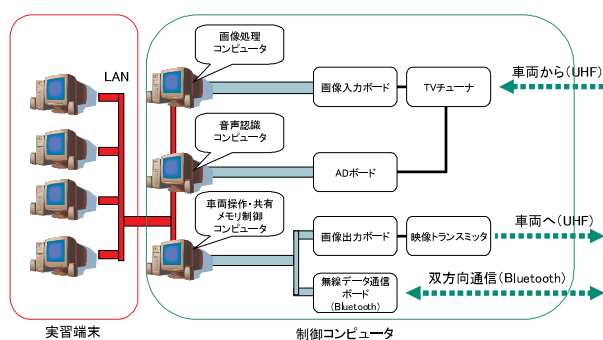 LAN
画像処理
コンピュータ
画像入力ボード
TVチューナ
車両から(UHF)
音声認識
コンピュータ
ADボード
車両操作・共有
メモリ制御
コンピュータ
画像出力ボード
映像トランスミッタ
車両へ(UHF)
無線データ通信
ボード
(Bluetooth)
双方向通信(Bluetooth)
実習端末
制御コンピュータ